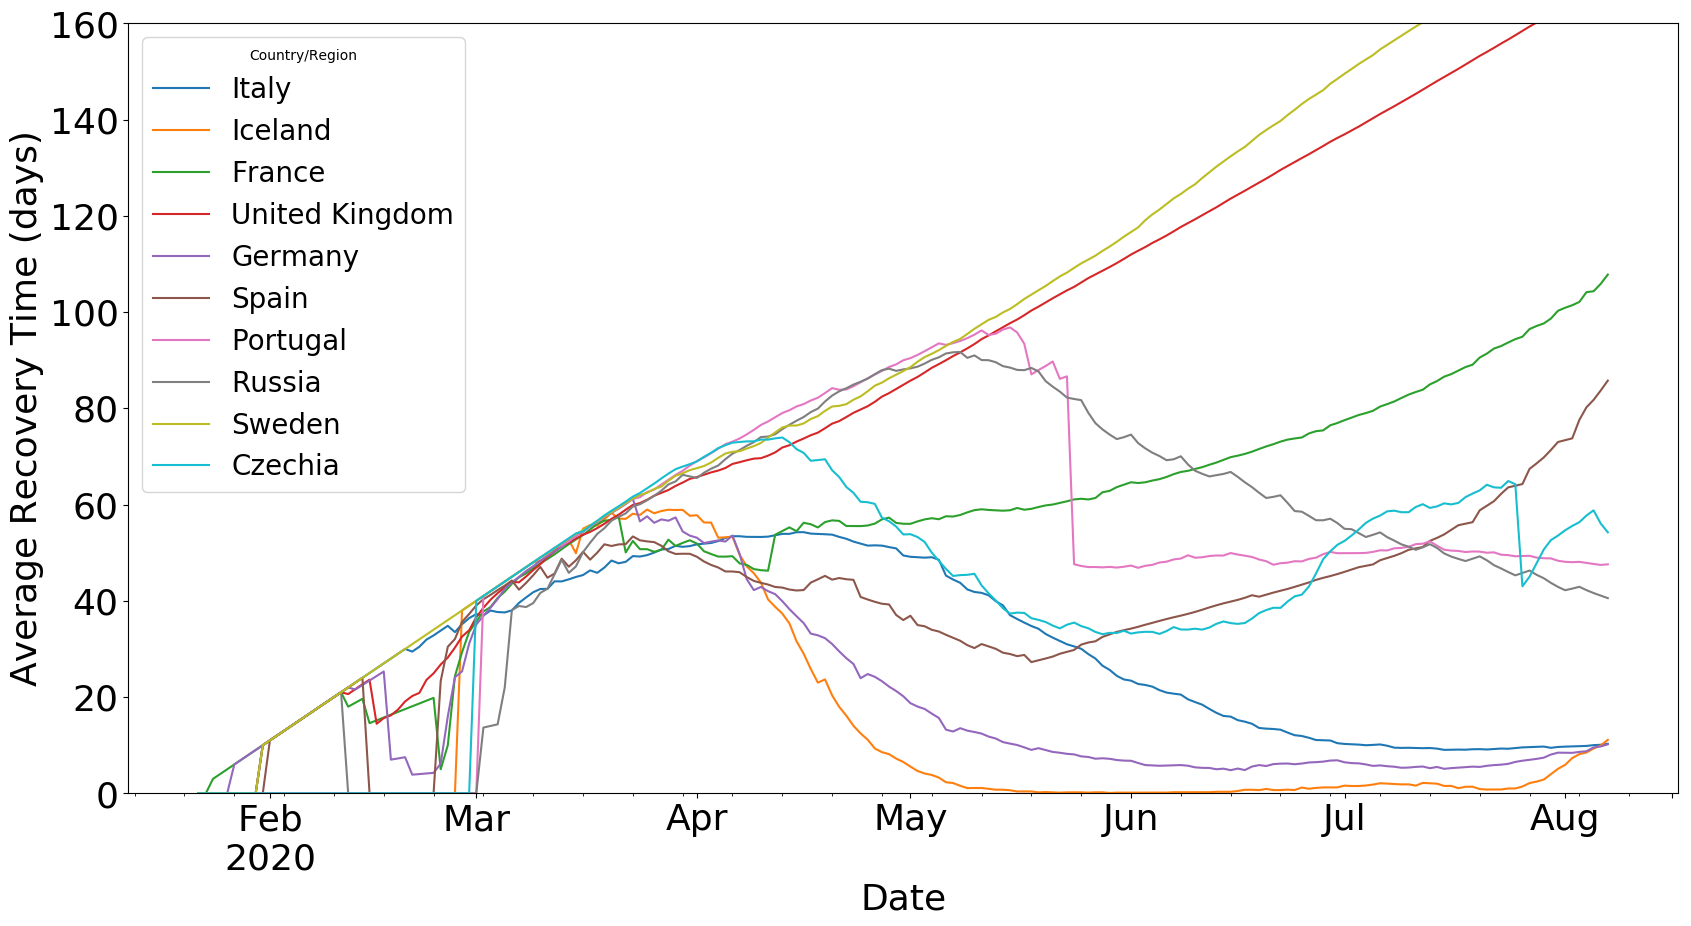 160
140
120
100
80
60
40
20
0
Average Recovery Time (days)
Country/Region
Italy
Iceland
France
United Kingdom
Germany
Spain
Portugal
Russia
Sweden
Czechia
Feb Mar Apr May Jun Jul Aug
2020
Date